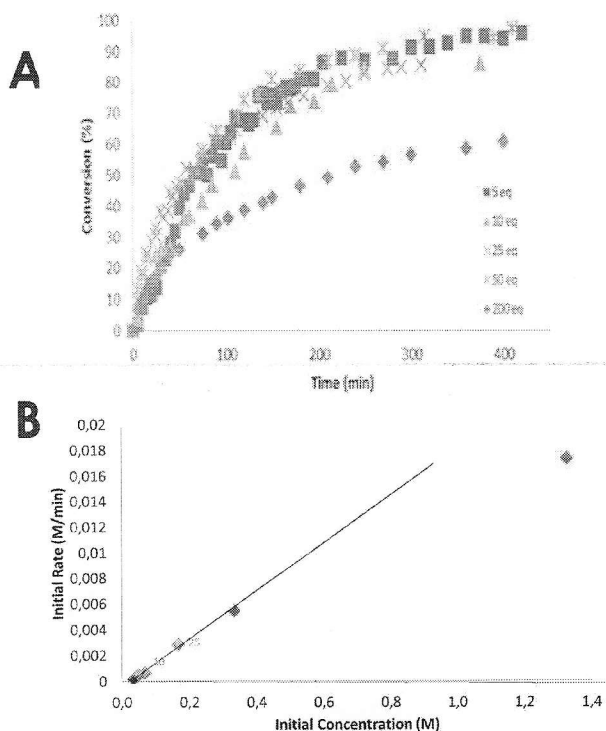 A
100
90
80
70
60
50
40
30
20
10
0
Conversion (%)
5 eq
10 eq
25 eq
50 eq
200 eq
0 100 200 300 400
Time (min)
B
0,02
0,018
0,016
0,014
0,012
0,01
0,008
0,006
0,004
0,002
0
Initial Rate (M/min)
10
25
0,0 0,2 0,4 0,6 0,8 1,0 1,2 1,4
Initial Concentration (M)